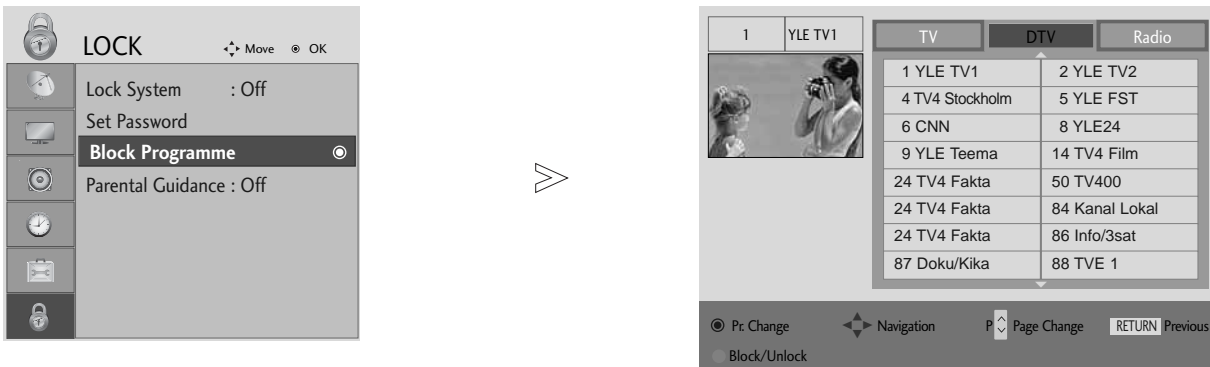 LOCK
Move OK
Lock System : Off
Set Password
Block Programme
Parental Guidance : Off
1 YLE TV1
TV DTV Radio
1 YLE TV1 2 YLE TV2
4 TV4 Stockholm 5 YLE FST
6 CNN 8 YLE24
9 YLE Teema 14 TV4 Film
24 TV4 Fakta 50 TV400
24 TV4 Fakta 84 Kanal Lokal
24 TV4 Fakta 86 Info/3sat
87 Doku/Kika 88 TVE 1
Pr. Change Navigation P Page Change RETURN Previous
Block/Unlock